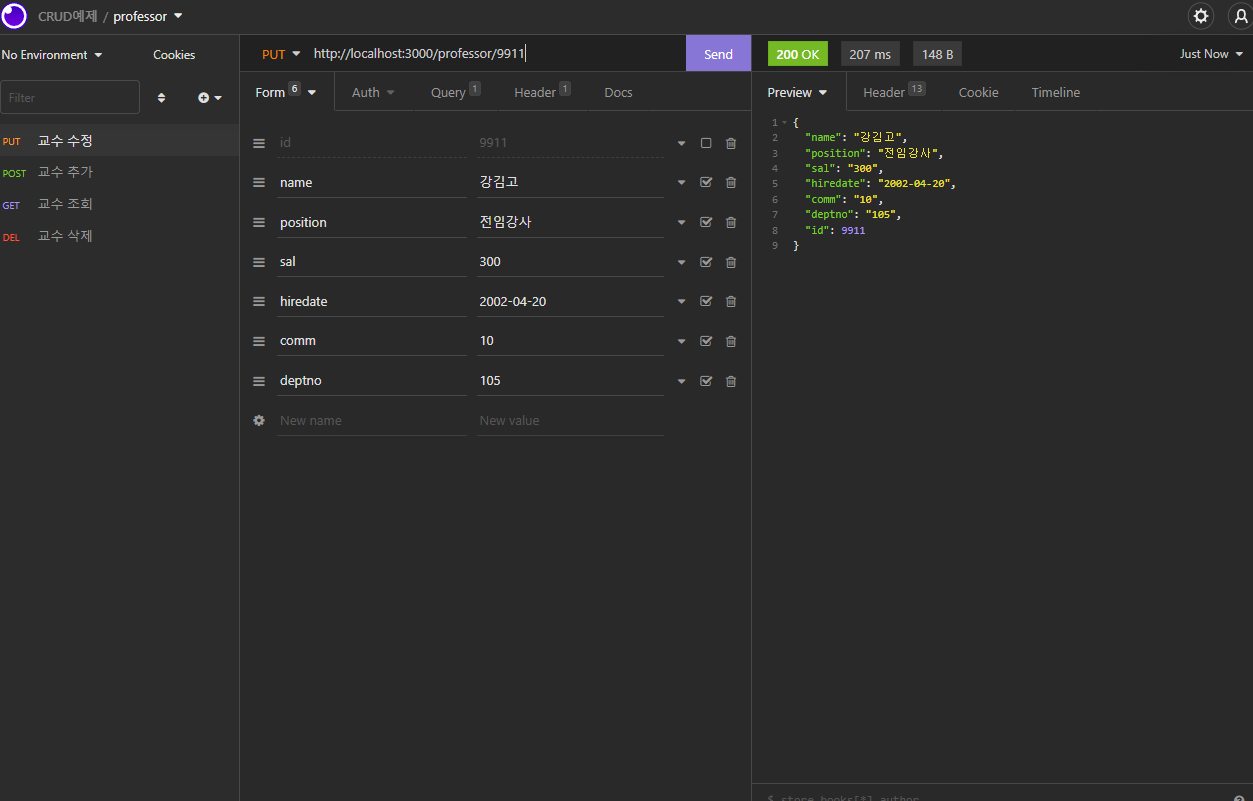 CRUD예제 / professor
No Environment
Cookies
Filter
PUT 교수 수정
POST 교수 추가
GET 교수 조회
DEL 교수 삭제
PUT http://localhost:3000/professor/9911 Send
Form 6 Auth Query 1 Header 1 Docs
id 9911
name 강김고
position 전임강사
sal 300
hiredate 2002-04-20
comm 10
deptno 105
New name New value
200 OK 207 ms 148 B Just Now
Preview Header 13 Cookie Timeline
1 {
2 "name": "강김고",
3 "position": "전임강사",
4 "sal": "300",
5 "hiredate": "2002-04-20",
6 "comm": "10",
7 "deptno": "105",
8 "id": 9911
9 }
$.store.books[*].author